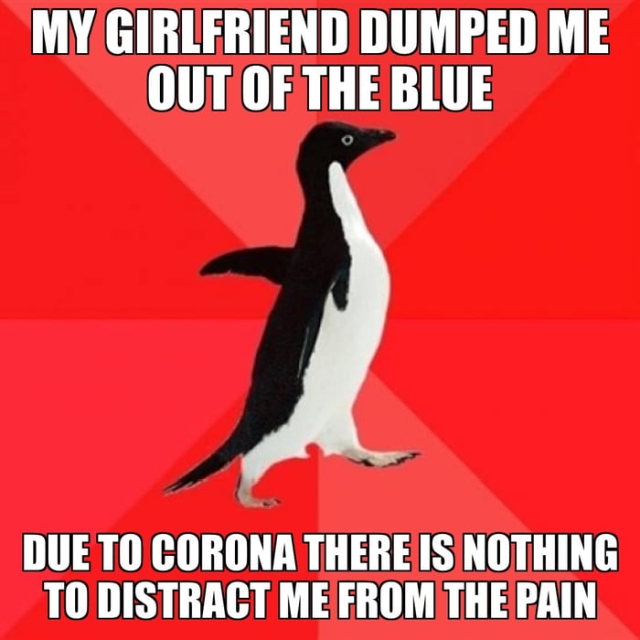 MY GIRLFRIEND DUMPED ME
OUT OF THE BLUE
DUE TO CORONA THERE IS NOTHING
TO DISTRACT ME FROM THE PAIN